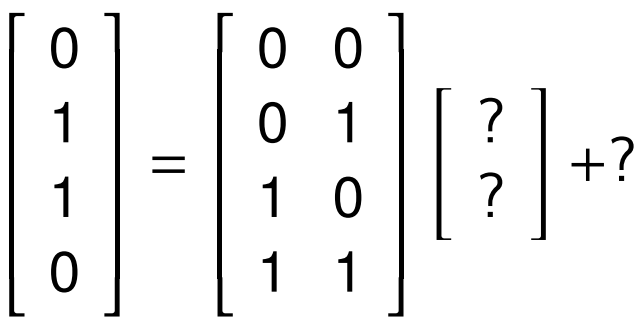 [ 0 ] = [ 0 0 ] [ ? ] + ?
[ 1 ] [ 0 1 ] [ ? ]
[ 1 ] [ 1 0 ]
[ 0 ] [ 1 1 ]